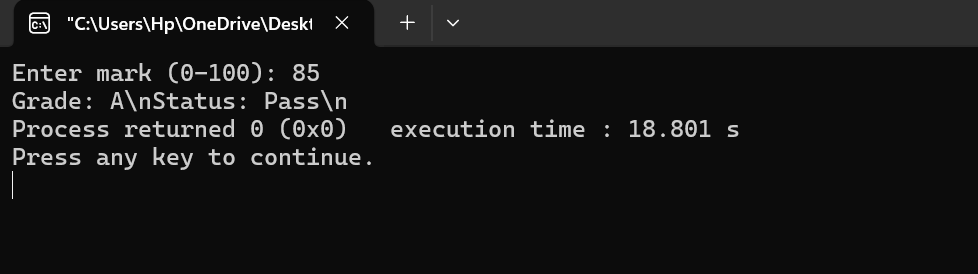 "C:\Users\Hp\OneDrive\Deskt
Enter mark (0-100): 85
Grade: A\nStatus: Pass\n
Process returned 0 (0x0)   execution time : 18.801 s
Press any key to continue.